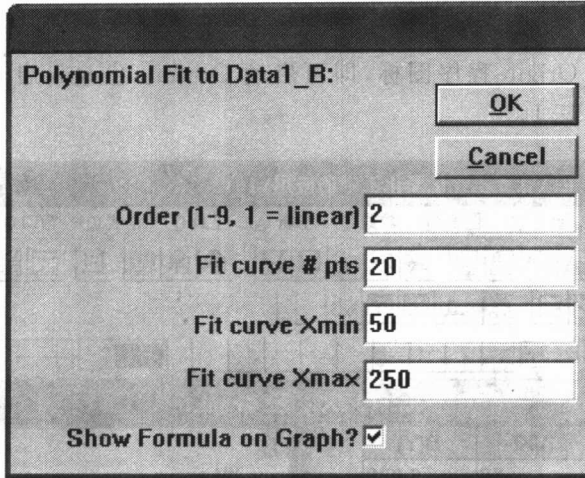 Polynomial Fit to Data1_B:
OK
Cancel
Order (1-9, 1 = linear) 2
Fit curve # pts 20
Fit curve Xmin 50
Fit curve Xmax 250
Show Formula on Graph?